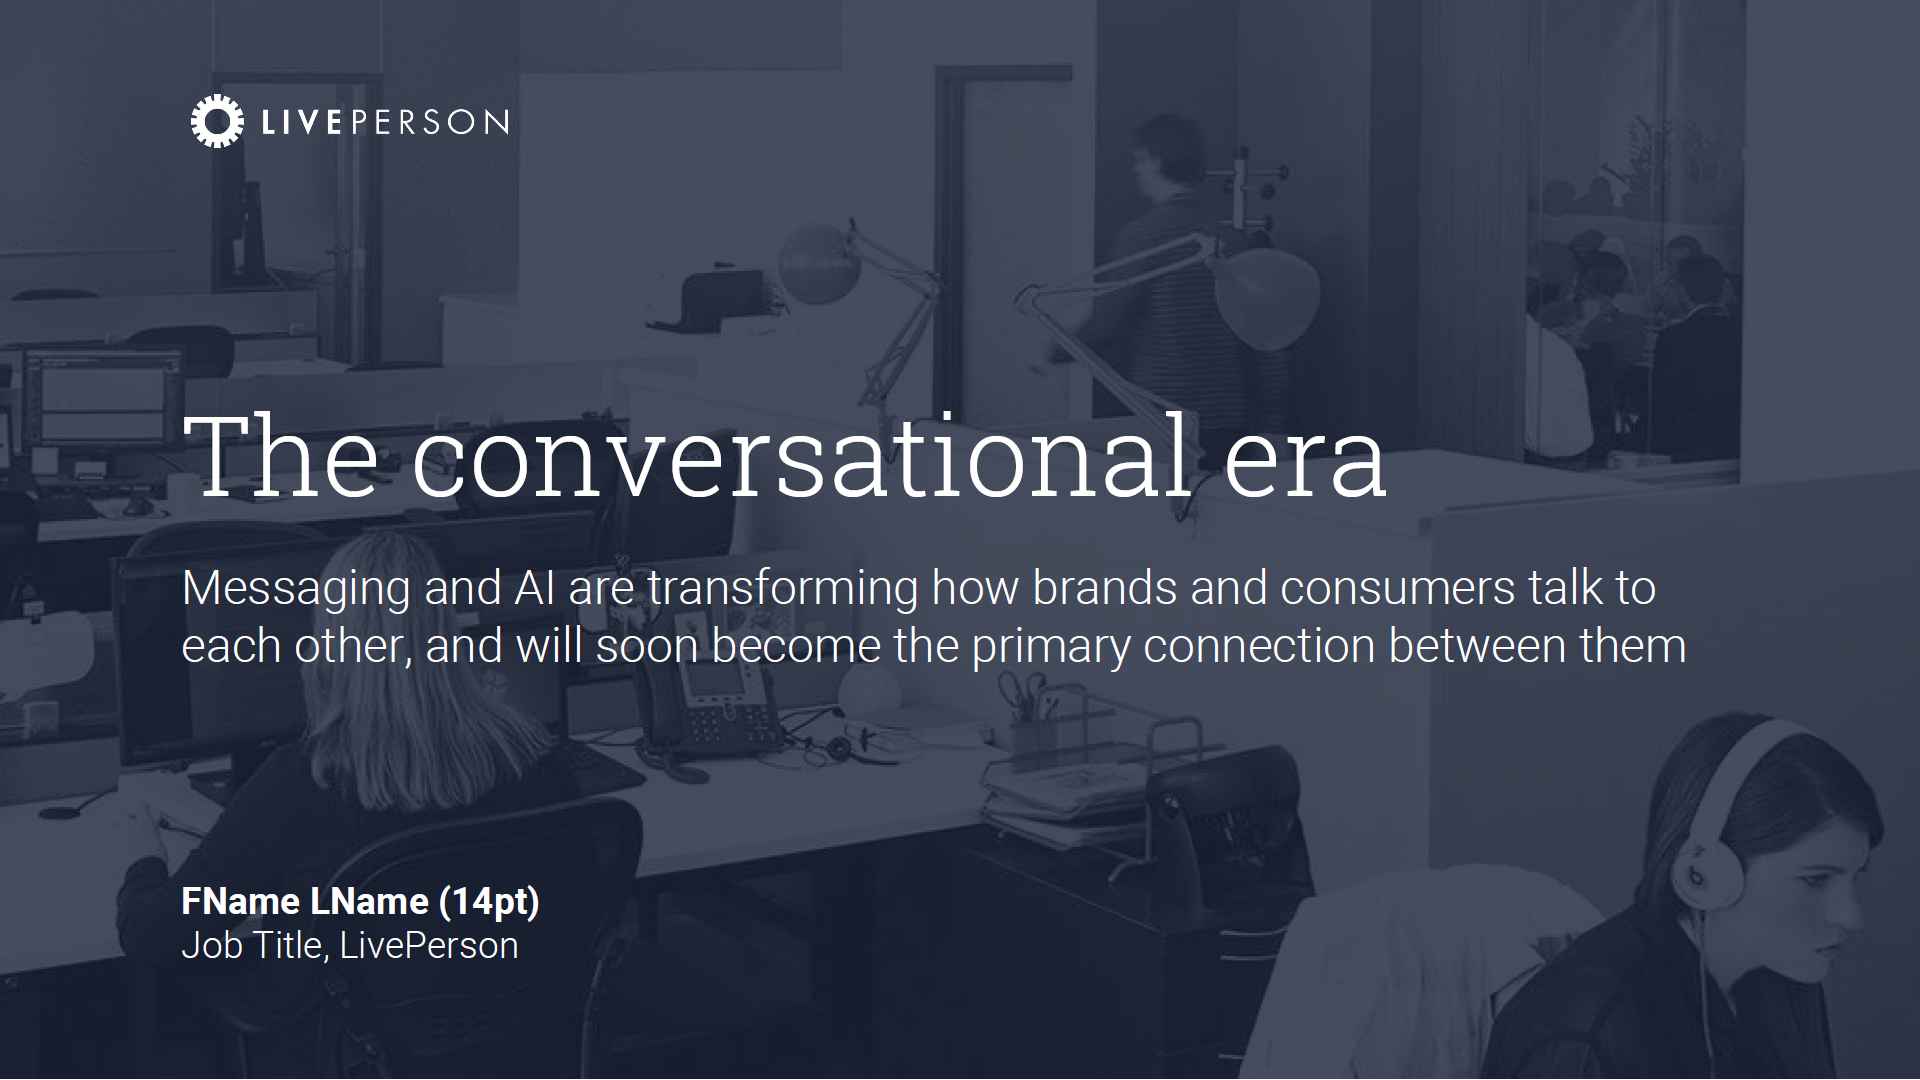 LIVEPERSON
The conversational era
Messaging and AI are transforming how brands and consumers talk to
each other, and will soon become the primary connection between them
FName LName (14pt)
Job Title, LivePerson